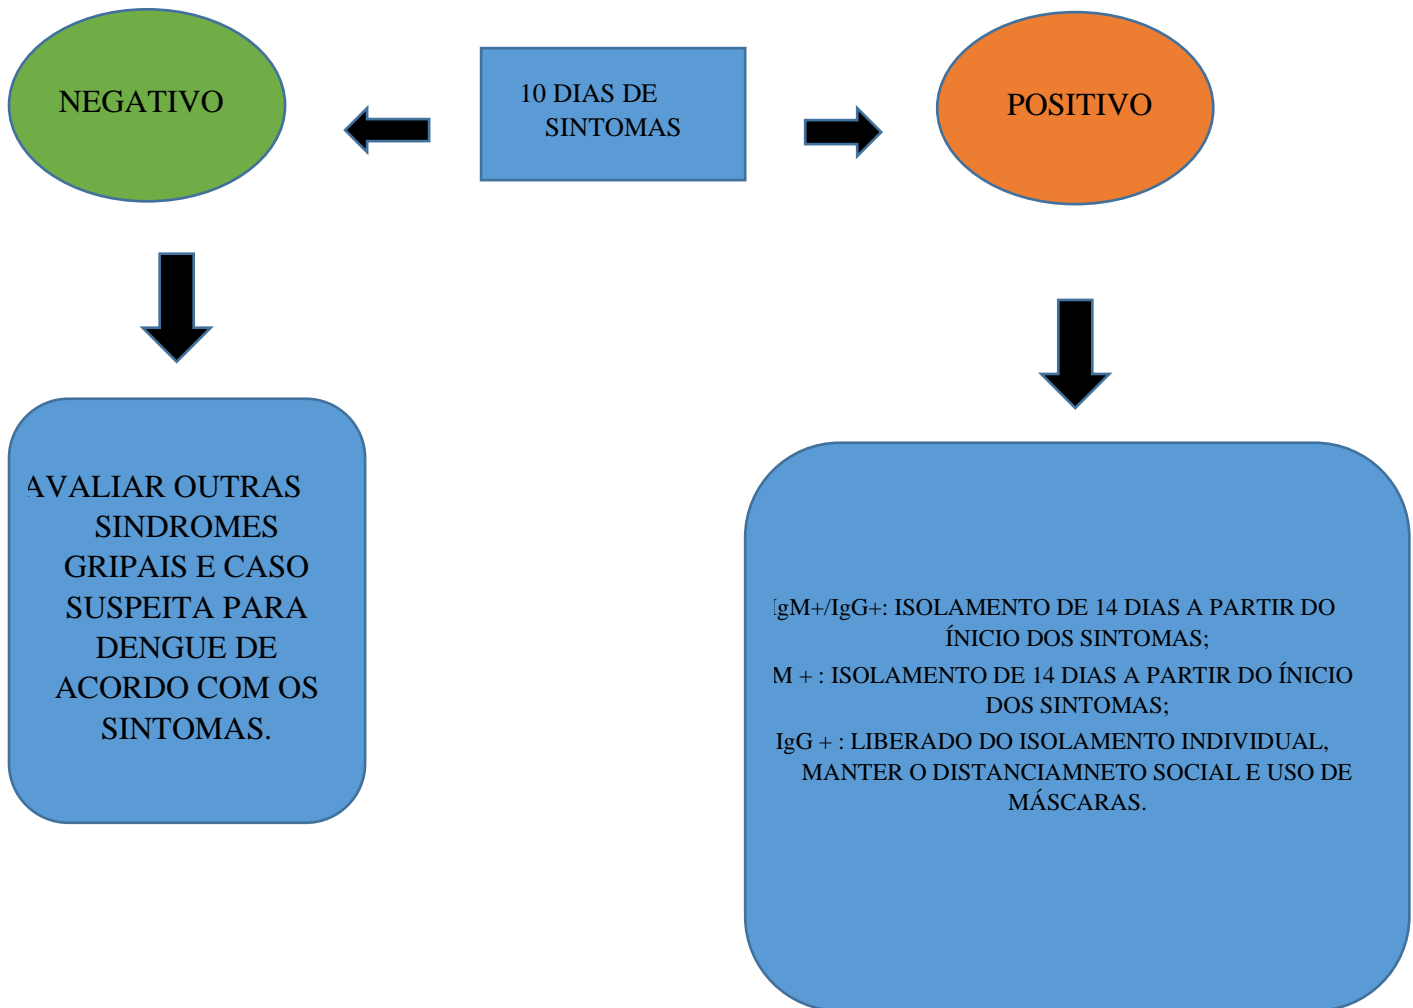 NEGATIVO
10 DIAS DE
SINTOMAS
POSITIVO
AVALIAR OUTRAS
SINDROMES
GRIPAIS E CASO
SUSPEITA PARA
DENGUE DE
ACORDO COM OS
SINTOMAS.
IgM+/IgG+: ISOLAMENTO DE 14 DIAS A PARTIR DO
ÍNICIO DOS SINTOMAS;
M + : ISOLAMENTO DE 14 DIAS A PARTIR DO ÍNICIO
DOS SINTOMAS;
IgG + : LIBERADO DO ISOLAMENTO INDIVIDUAL,
MANTER O DISTANCIAMNETO SOCIAL E USO DE
MÁSCARAS.